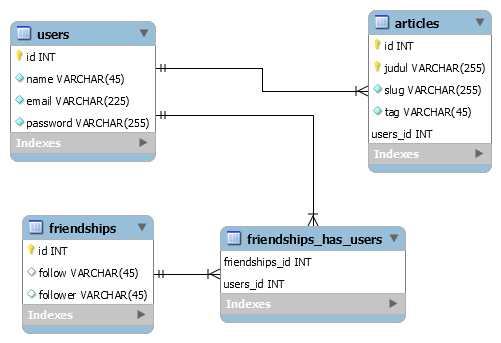 users
id INT
name VARCHAR(45)
email VARCHAR(225)
password VARCHAR(255)
Indexes
articles
id INT
judul VARCHAR(255)
slug VARCHAR(255)
tag VARCHAR(45)
users_id INT
Indexes
friendships
id INT
follow VARCHAR(45)
follower VARCHAR(45)
Indexes
friendships_has_users
friendships_id INT
users_id INT
Indexes